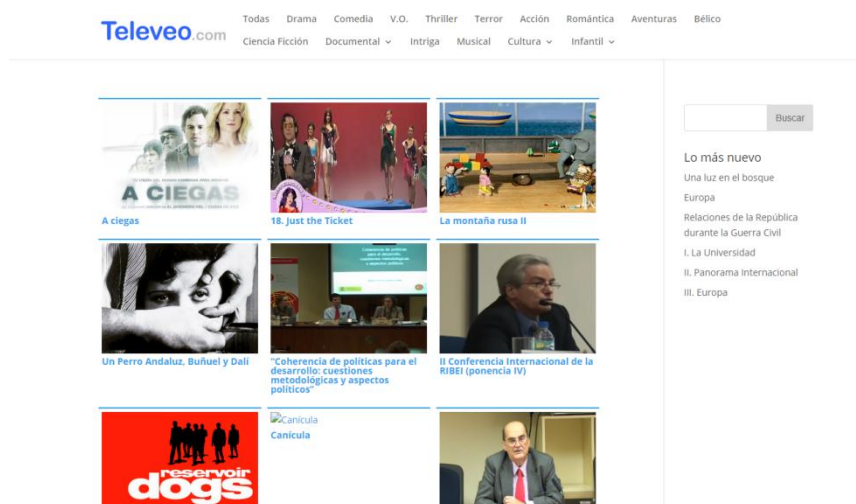 Televeo.com
Todas Drama Comedia V.O. Thriller Terror Acción Romántica Aventuras Bélico
Ciencia Ficción Documental Intriga Musical Cultura Infantil
Buscar
Lo más nuevo
Una luz en el bosque
Europa
Relaciones de la República
durante la Guerra Civil
I. La Universidad
II. Panorama Internacional
III. Europa
A CIEGAS
A ciegas
18. Just the Ticket
La montaña rusa II
Un Perro Andaluz, Buñuel y Dalí
"Coherencia de políticas para el
desarrollo: cuestiones
metodológicas y aspectos
políticos"
II Conferencia Internacional de la
RIBEI (ponencia IV)
reservoir
dogs
Canícula
Canícula